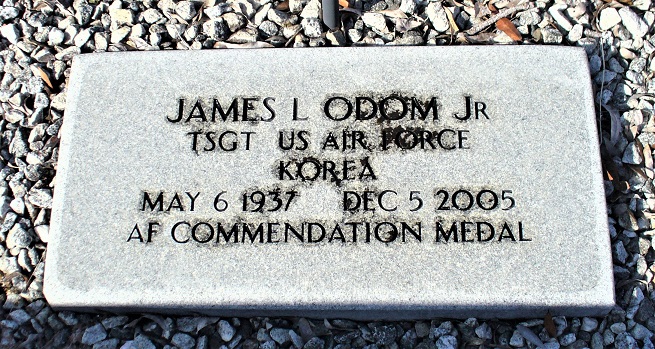 JAMES L ODOM JR
TSGT US AIR FORCE
KOREA
MAY 6 1937 DEC 5 2005
AF COMMENDATION MEDAL